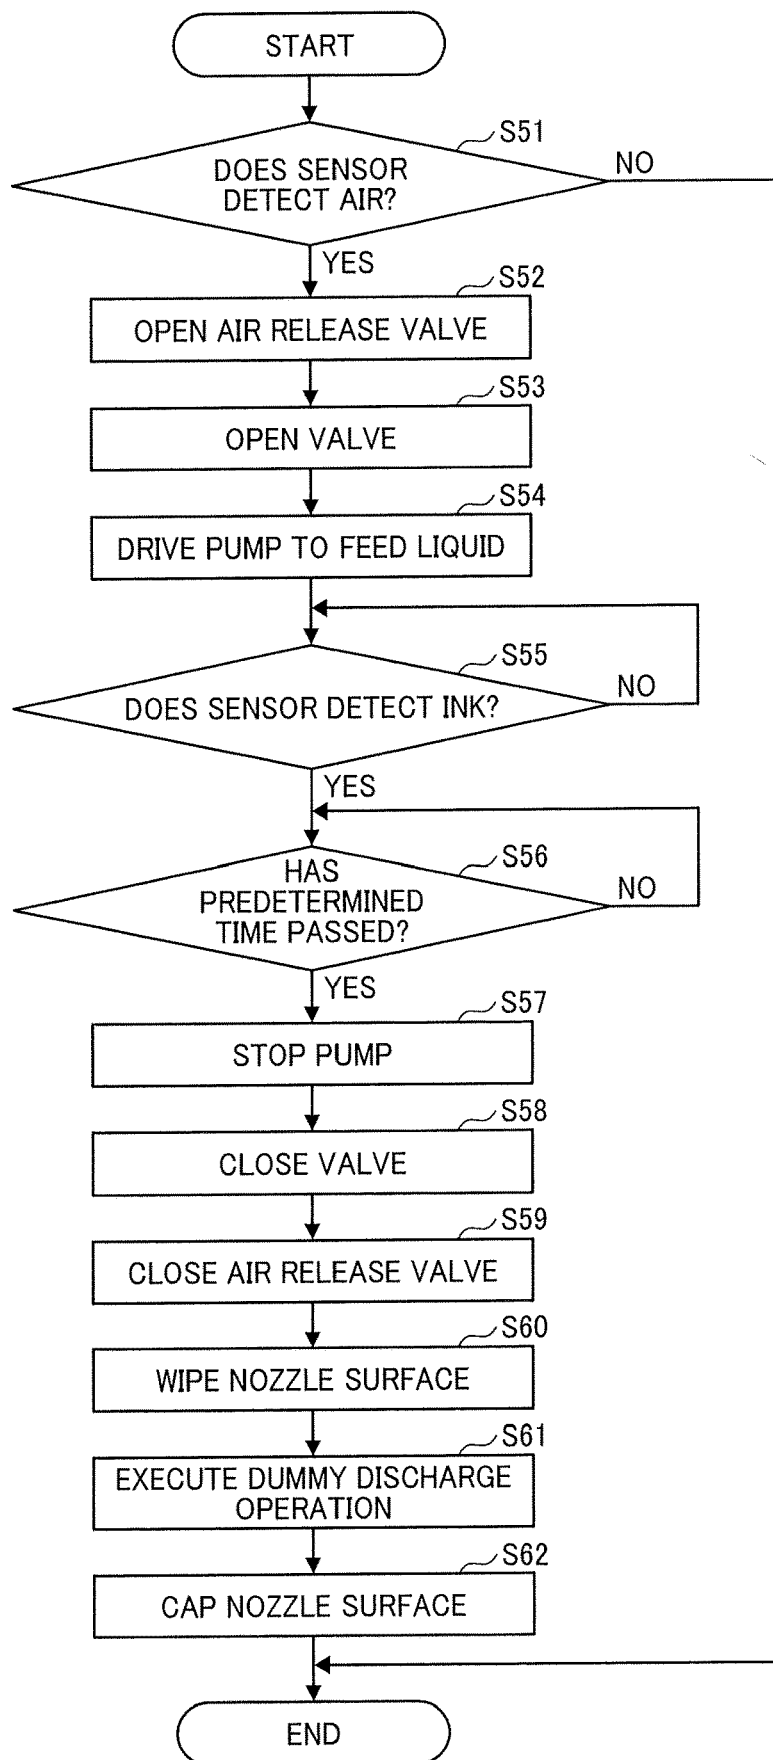 START
S51
DOES SENSOR
DETECT AIR?
NO
YES
S52
OPEN AIR RELEASE VALVE
S53
OPEN VALVE
S54
DRIVE PUMP TO FEED LIQUID
S55
DOES SENSOR DETECT INK?
NO
YES
S56
HAS
PREDETERMINED
TIME PASSED?
NO
YES
S57
STOP PUMP
S58
CLOSE VALVE
S59
CLOSE AIR RELEASE VALVE
S60
WIPE NOZZLE SURFACE
S61
EXECUTE DUMMY DISCHARGE
OPERATION
S62
CAP NOZZLE SURFACE
END